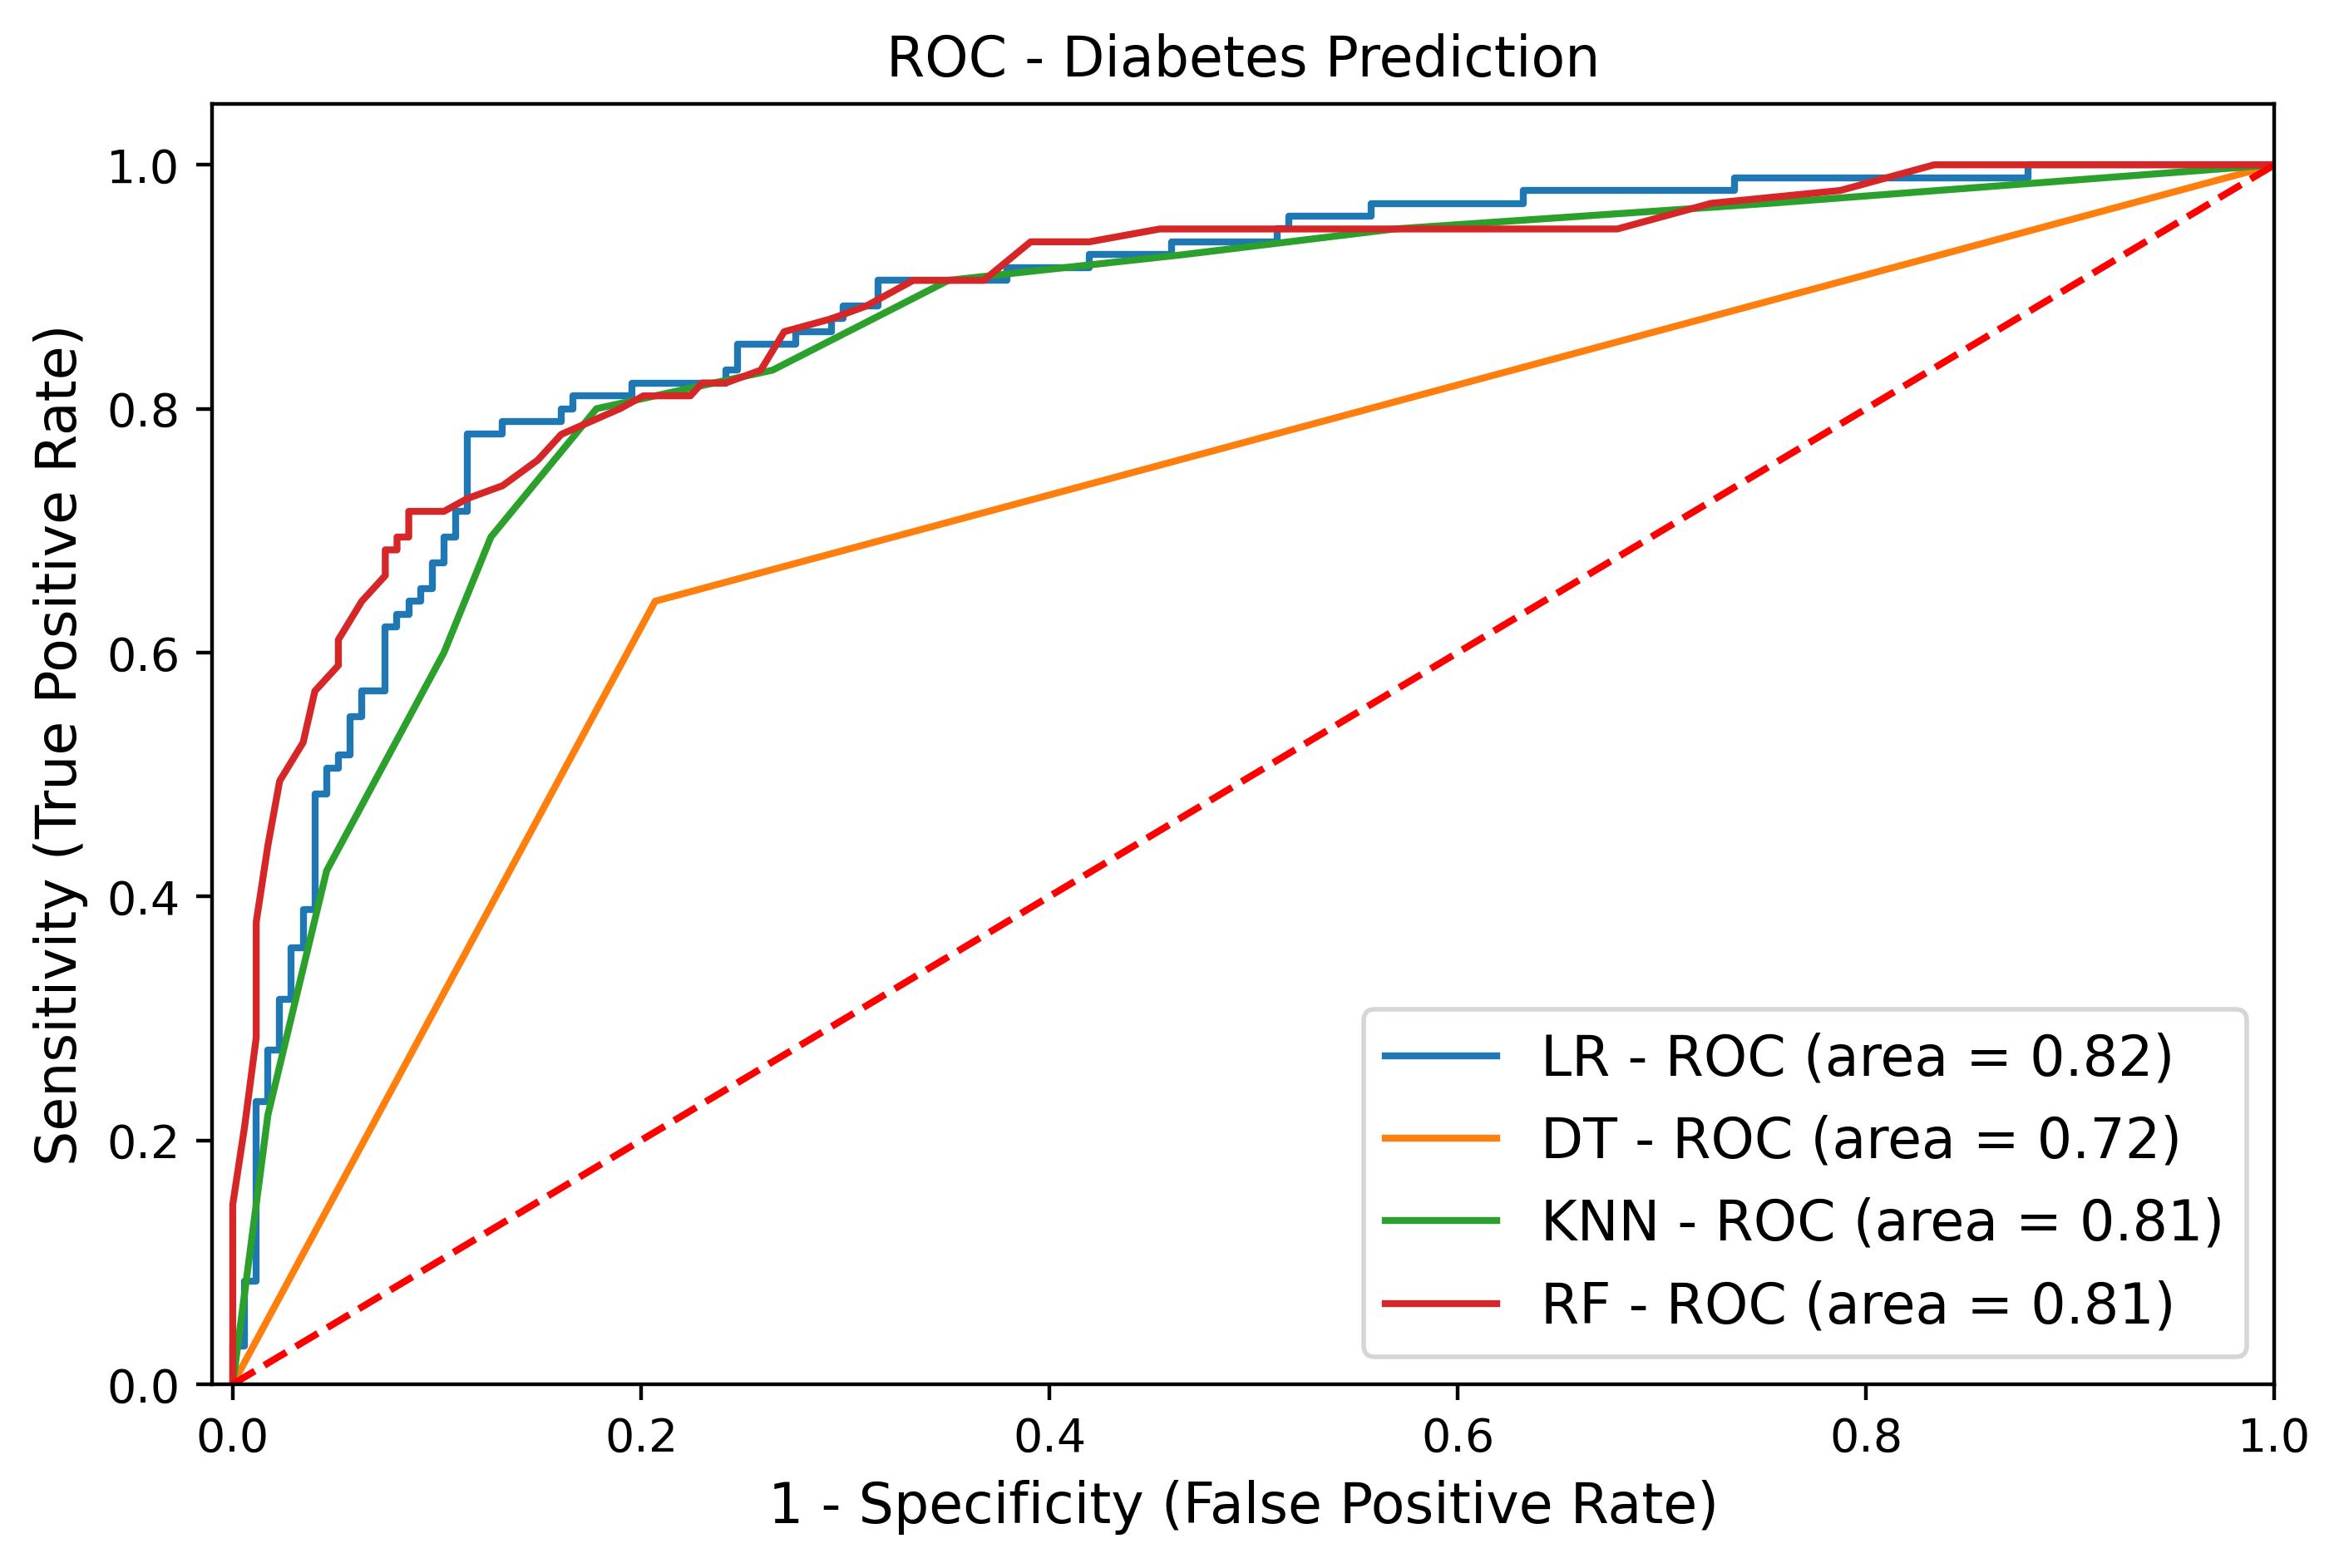 ROC - Diabetes Prediction
Sensitivity (True Positive Rate)
1.0
0.8
0.6
0.4
0.2
0.0
LR - ROC (area = 0.82)
DT - ROC (area = 0.72)
KNN - ROC (area = 0.81)
RF - ROC (area = 0.81)
0.0 0.2 0.4 0.6 0.8 1.0
1 - Specificity (False Positive Rate)